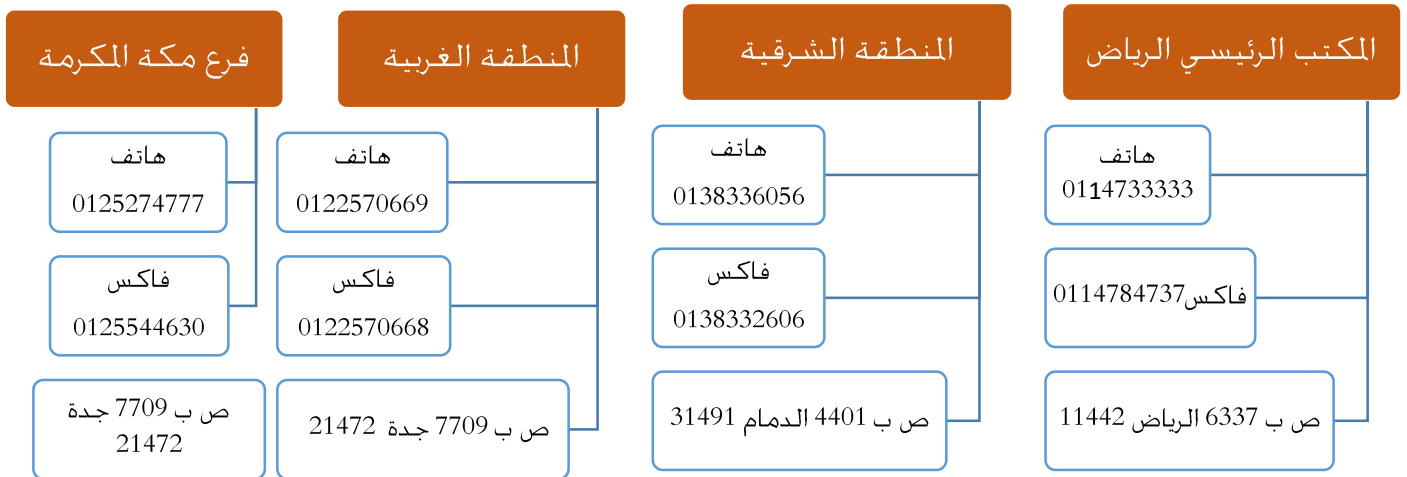 المكتب الرئيسي الرياض
هاتف
0114733333
فاكس0114784737
ص ب 6337 الرياض 11442
المنطقة الشرقية
هاتف
0138336056
فاكس
0138332606
ص ب 4401 الدمام 31491
المنطقة الغربية
هاتف
0122570669
فاكس
0122570668
ص ب 7709 جدة 21472
فرع مكة المكرمة
هاتف
0125274777
فاكس
0125544630
ص ب 7709 جدة
21472